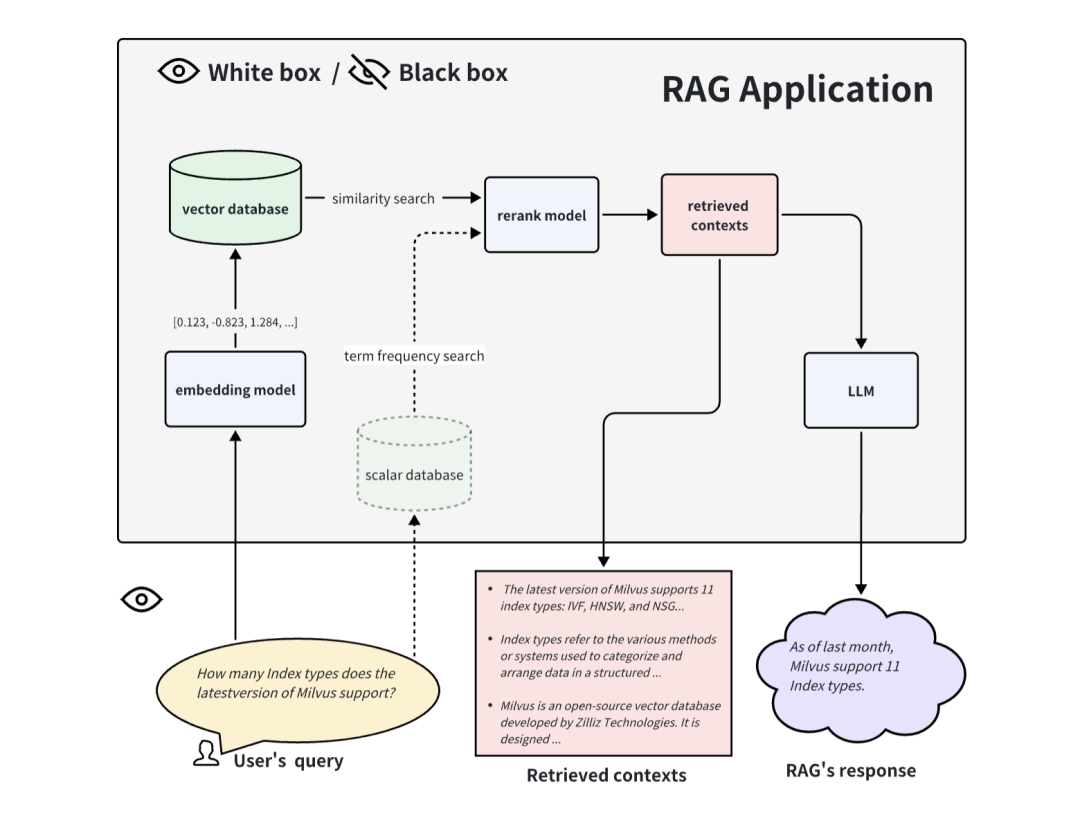 White box / Black box
RAG Application
vector database
similarity search
rerank model
retrieved
contexts
[0.123, -0.823, 1.284, ...]
term frequency search
embedding model
LLM
scalar database
How many Index types does the
latestversion of Milvus support?
User's query
• The latest version of Milvus supports 11
index types: IVF, HNSW, and NSG...
• Index types refer to the various methods
or systems used to categorize and
arrange data in a structured ...
• Milvus is an open-source vector database
developed by Zilliz Technologies. It is
designed ...
Retrieved contexts
As of last month,
Milvus support 11
Index types.
RAG's response